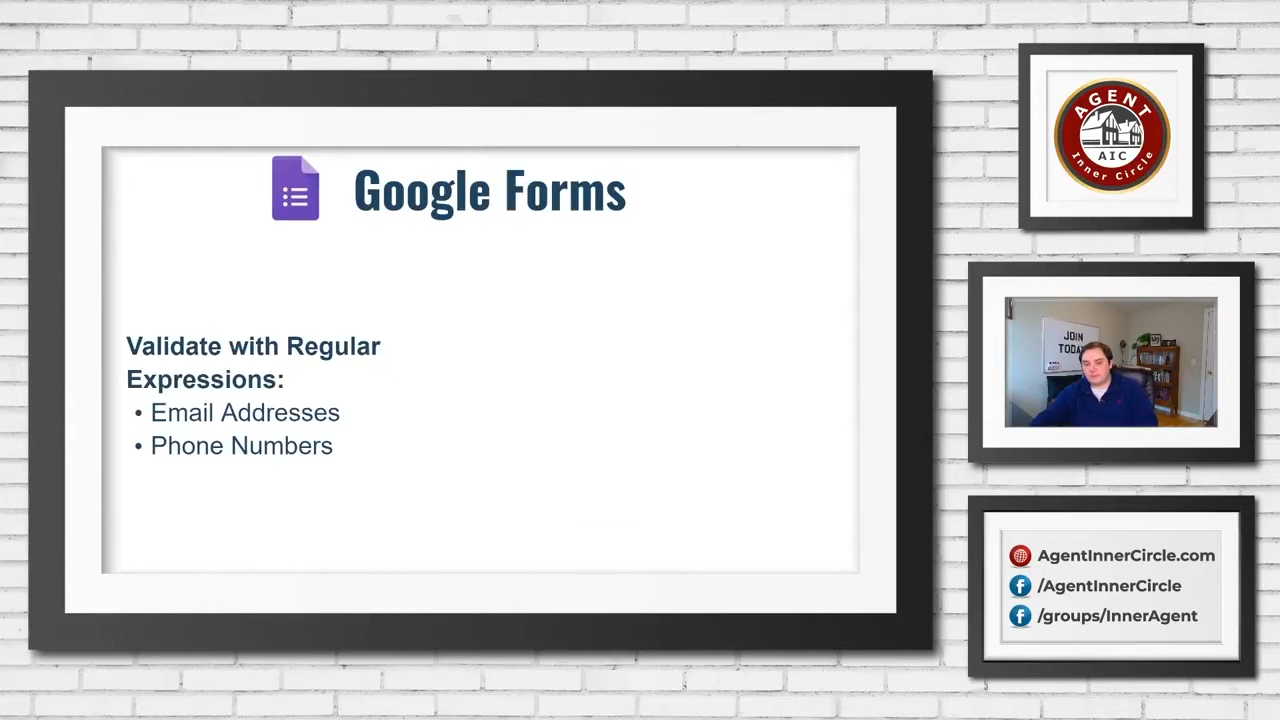 Google Forms
Validate with Regular
Expressions:
• Email Addresses
• Phone Numbers
AGENT
AIC
Inner Circle
JOIN
TODAY
AgentInnerCircle.com
/AgentInnerCircle
/groups/InnerAgent